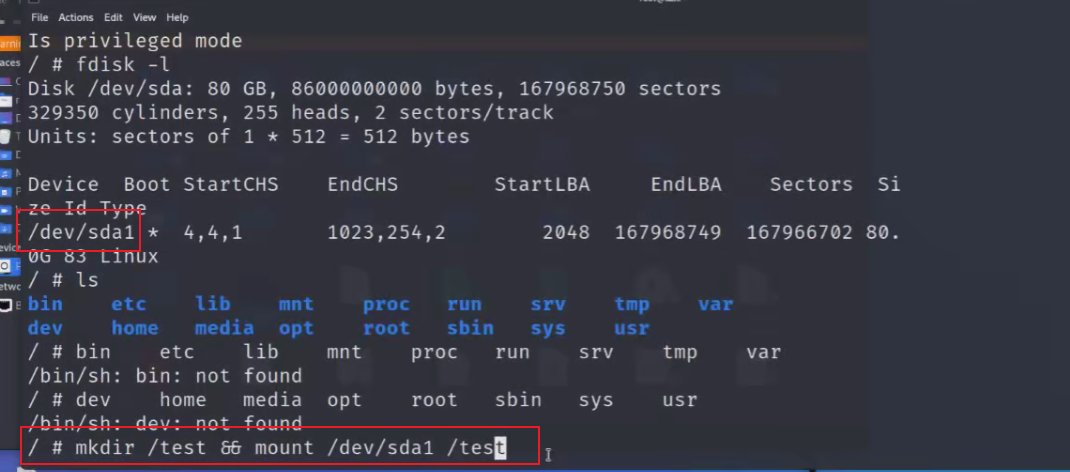 File Actions Edit View Help
Is privileged mode
/ # fdisk -l
Disk /dev/sda: 80 GB, 86000000000 bytes, 167968750 sectors
329350 cylinders, 255 heads, 2 sectors/track
Units: sectors of 1 * 512 = 512 bytes
Device  Boot StartCHS    EndCHS        StartLBA     EndLBA    Sectors  Si
ze Id Type
/dev/sda1 *  4,4,1       1023,254,2        2048  167968749  167966702 80.
0G 83 Linux
/ # ls
bin    etc    lib    mnt    proc   run    srv    tmp    var
dev    home   media  opt    root   sbin   sys    usr
/ # bin    etc    lib    mnt    proc   run    srv    tmp    var
/bin/sh: bin: not found
/ # dev    home   media  opt    root   sbin   sys    usr
/bin/sh: dev: not found
/ # mkdir /test && mount /dev/sda1 /test